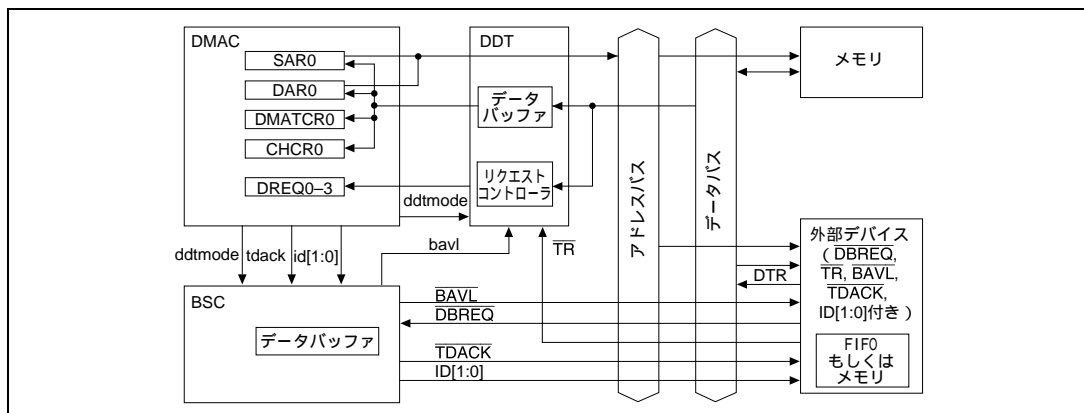 DMAC
SAR0
DAR0
DMATCR0
CHCR0
DREQ0–3
DDT
データ
バッファ
リクエスト
コントローラ
ddtmode
bavl
TR
ddtmode
tdack
id[1:0]
BSC
データバッファ
BAVL
DBREQ
TDACK
ID[1:0]
アドレスバス
データバス
メモリ
DTR
外部デバイス
（DBREQ,
TR, BAVL,
TDACK,
ID[1:0]付き）
FIFO
もしくは
メモリ